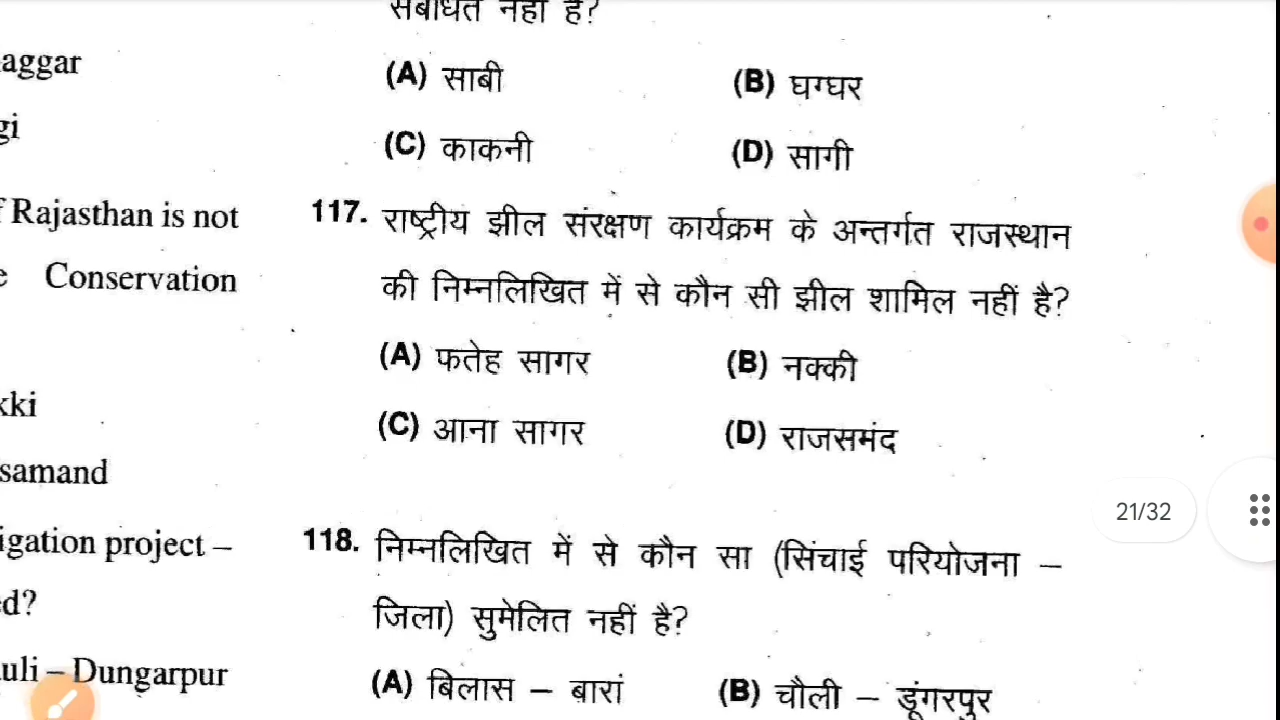 संबंधित नहीं है?
aggar
(A) साबी (B) घग्घर
gi
(C) काकनी (D) सागी
Rajasthan is not
117. राष्ट्रीय झील संरक्षण कार्यक्रम के अन्तर्गत राजस्थान
Conservation
की निम्नलिखित में से कौन सी झील शामिल नहीं है?
(A) फतेह सागर (B) नक्की
kki
(C) आना सागर (D) राजसमंद
samand
21/32
igation project –
118. निम्नलिखित में से कौन सा (सिंचाई परियोजना –
d?
जिला) सुमेलित नहीं है?
uli – Dungarpur
(A) बिलास – बारां (B) चौली – डूंगरपुर